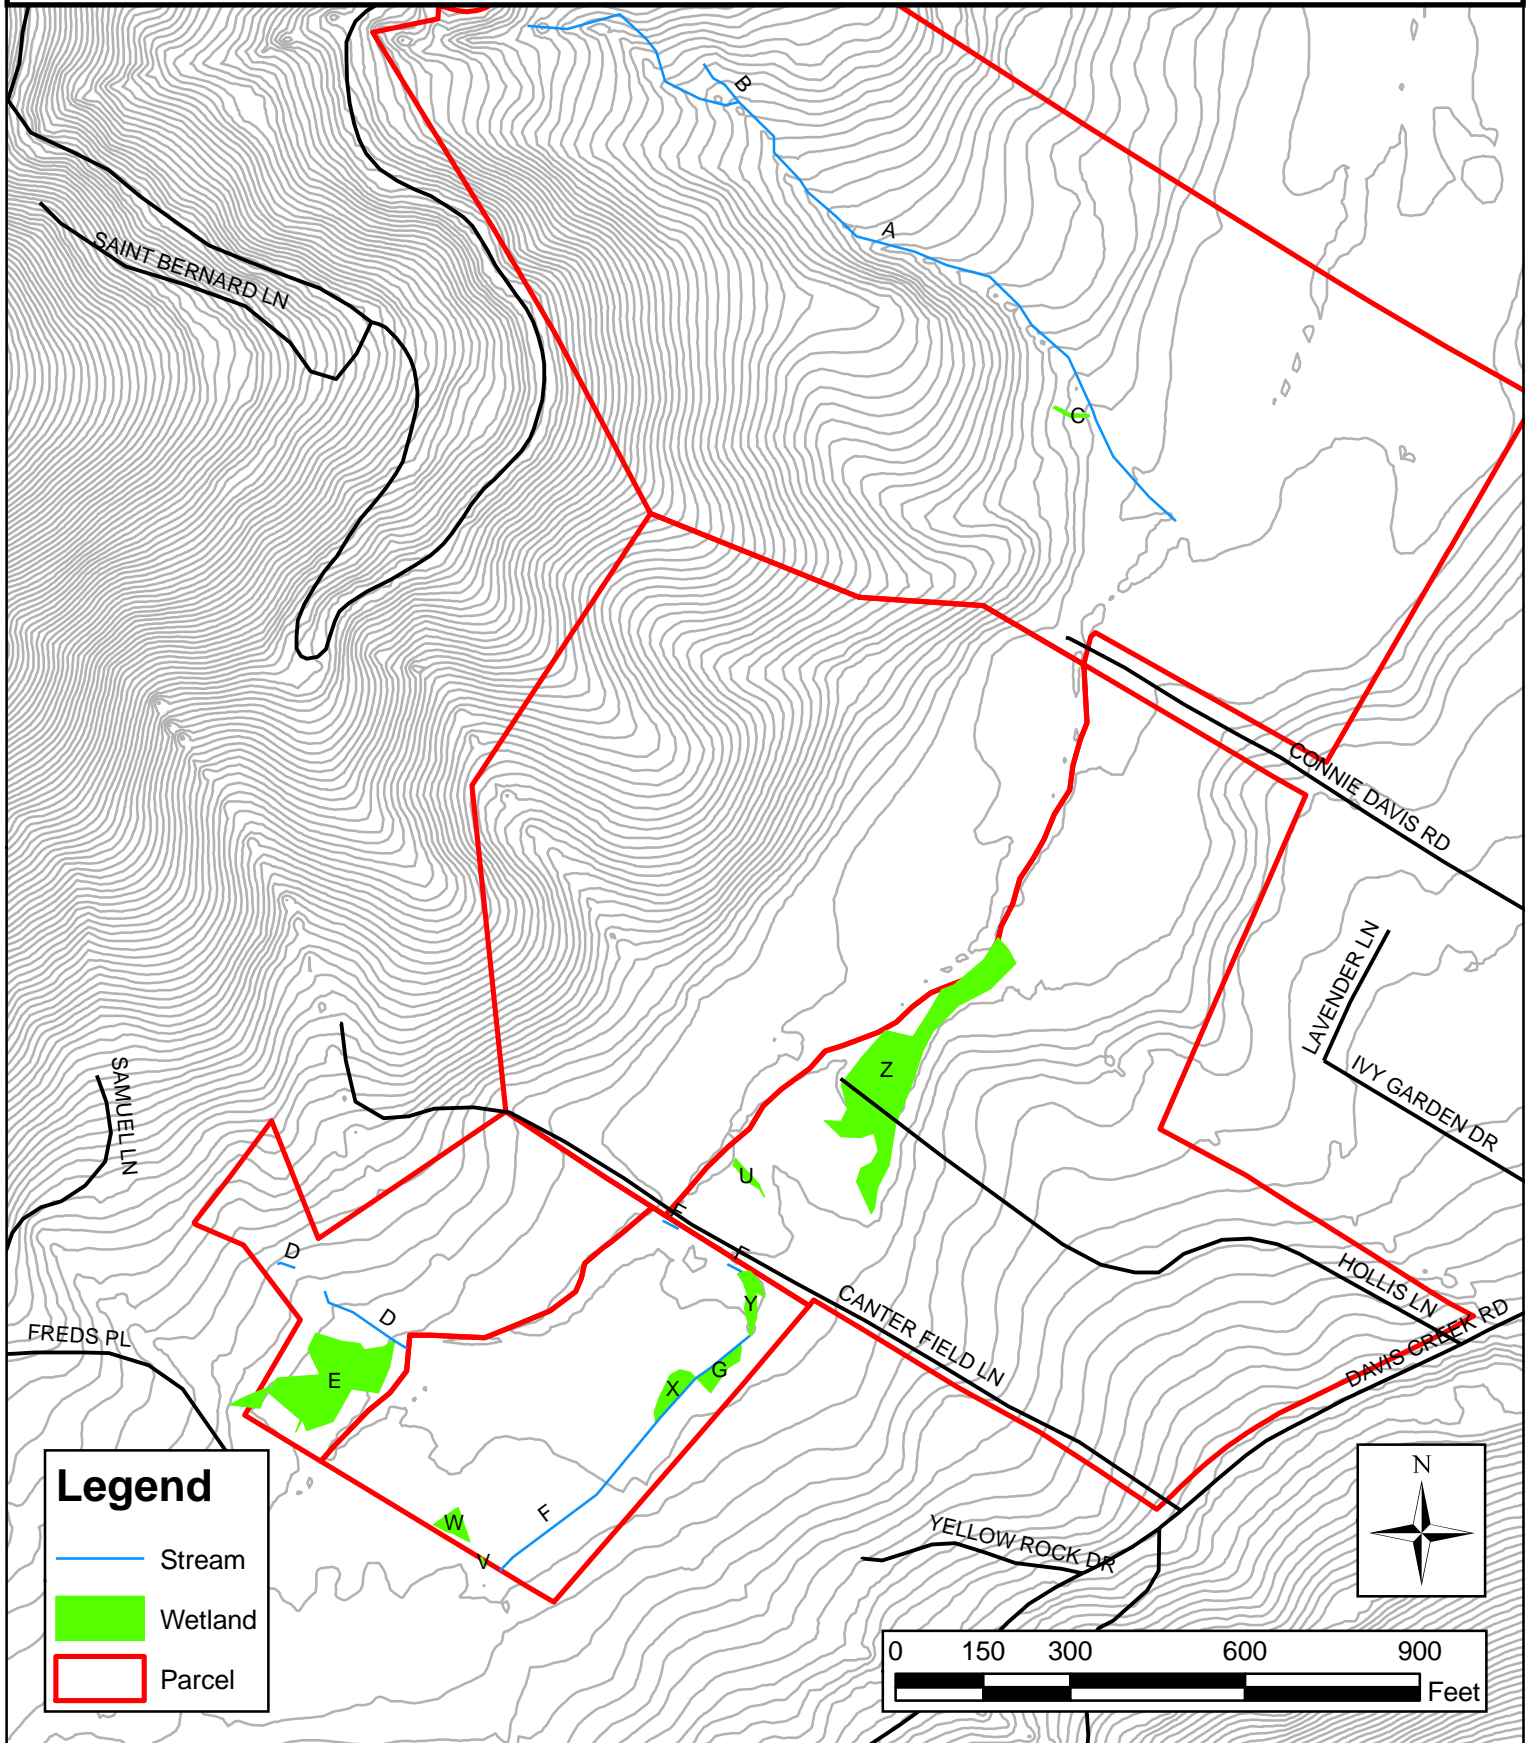 B
SAINT BERNARD LN
A
C
CONNIE DAVIS RD
LAVENDER LN
IVY GARDEN DR
SAMUEL LN
Z
U
F
F
D
D
Y
HOLLIS LN
CANTER FIELD LN
DAVIS CREEK RD
FREDS PL
E
G
X
F
W
V
YELLOW ROCK DR
Legend
Stream
Wetland
Parcel
N
0 150 300 600 900
Feet